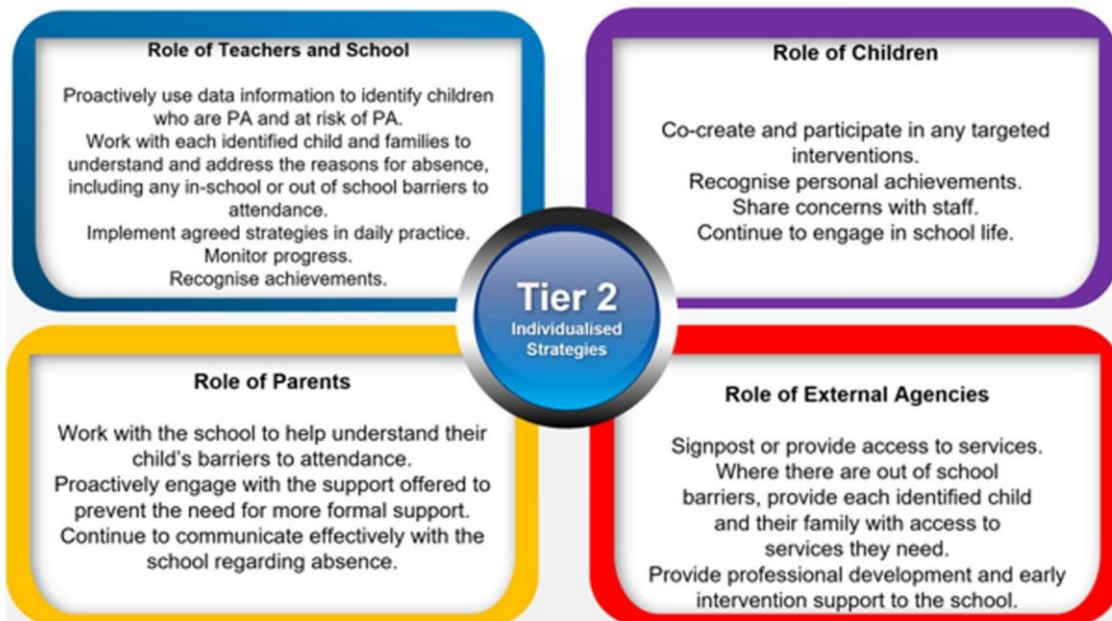 Role of Teachers and School
Proactively use data information to identify children
who are PA and at risk of PA.
Work with each identified child and families to
understand and address the reasons for absence,
including any in-school or out of school barriers to
attendance.
Implement agreed strategies in daily practice.
Monitor progress.
Recognise achievements.
Role of Children
Co-create and participate in any targeted
interventions.
Recognise personal achievements.
Share concerns with staff.
Continue to engage in school life.
Tier 2
Individualised
Strategies
Role of Parents
Work with the school to help understand their
child's barriers to attendance.
Proactively engage with the support offered to
prevent the need for more formal support.
Continue to communicate effectively with the
school regarding absence.
Role of External Agencies
Signpost or provide access to services.
Where there are out of school
barriers, provide each identified child
and their family with access to
services they need.
Provide professional development and early
intervention support to the school.